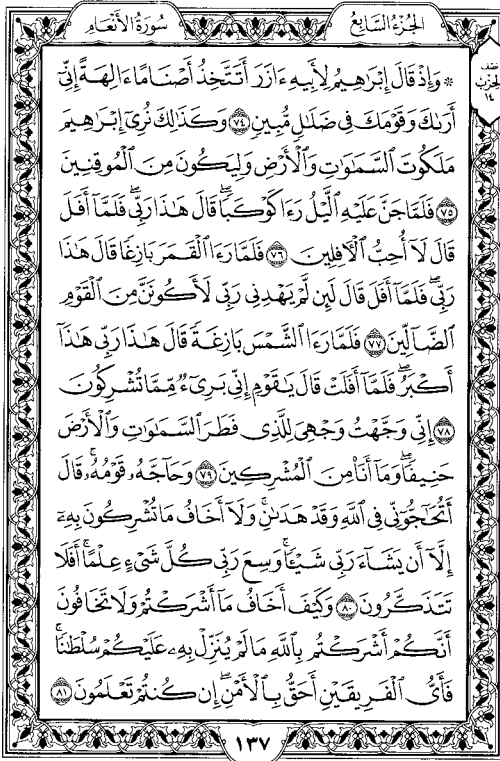 الجزء السابع
سورة الأنعام
نصف
الحزب
١٤
۞ وَإِذْ قَالَ إِبْرَٰهِيمُ لِأَبِيهِ ءَازَرَ أَتَتَّخِذُ أَصْنَامًا ءَالِهَةً إِنِّىٓ
أَرَىٰكَ وَقَوْمَكَ فِى ضَلَٰلٍ مُّبِينٍ ٧٤ وَكَذَٰلِكَ نُرِىٓ إِبْرَٰهِيمَ
مَلَكُوتَ ٱلسَّمَٰوَٰتِ وَٱلْأَرْضِ وَلِيَكُونَ مِنَ ٱلْمُوقِنِينَ
٧٥ فَلَمَّا جَنَّ عَلَيْهِ ٱلَّيْلُ رَءَا كَوْكَبًا ۖ قَالَ هَٰذَا رَبِّى ۖ فَلَمَّآ أَفَلَ
قَالَ لَآ أُحِبُّ ٱلْءَافِلِينَ ٧٦ فَلَمَّا رَءَا ٱلْقَمَرَ بَازِغًا قَالَ هَٰذَا
رَبِّى ۖ فَلَمَّآ أَفَلَ قَالَ لَئِن لَّمْ يَهْدِنِى رَبِّى لَأَكُونَنَّ مِنَ ٱلْقَوْمِ
ٱلضَّآلِّينَ ٧٧ فَلَمَّا رَءَا ٱلشَّمْسَ بَازِغَةً قَالَ هَٰذَا رَبِّى هَٰذَآ
أَكْبَرُ ۖ فَلَمَّآ أَفَلَتْ قَالَ يَٰقَوْمِ إِنِّى بَرِىٓءٌ مِّمَّا تُشْرِكُونَ
٧٨ إِنِّى وَجَّهْتُ وَجْهِىَ لِلَّذِى فَطَرَ ٱلسَّمَٰوَٰتِ وَٱلْأَرْضَ
حَنِيفًا ۖ وَمَآ أَنَا۠ مِنَ ٱلْمُشْرِكِينَ ٧٩ وَحَآجَّهُۥ قَوْمُهُۥ ۚ قَالَ
أَتُحَٰٓجُّوٓنِّى فِى ٱللَّهِ وَقَدْ هَدَىٰنِ ۚ وَلَآ أَخَافُ مَا تُشْرِكُونَ بِهِۦٓ
إِلَّآ أَن يَشَآءَ رَبِّى شَيْـًٔا ۗ وَسِعَ رَبِّى كُلَّ شَىْءٍ عِلْمًا ۗ أَفَلَا
تَتَذَكَّرُونَ ٨٠ وَكَيْفَ أَخَافُ مَآ أَشْرَكْتُمْ وَلَا تَخَافُونَ
أَنَّكُمْ أَشْرَكْتُم بِٱللَّهِ مَا لَمْ يُنَزِّلْ بِهِۦ عَلَيْكُمْ سُلْطَٰنًا ۚ
فَأَىُّ ٱلْفَرِيقَيْنِ أَحَقُّ بِٱلْأَمْنِ ۖ إِن كُنتُمْ تَعْلَمُونَ ٨١
١٣٧